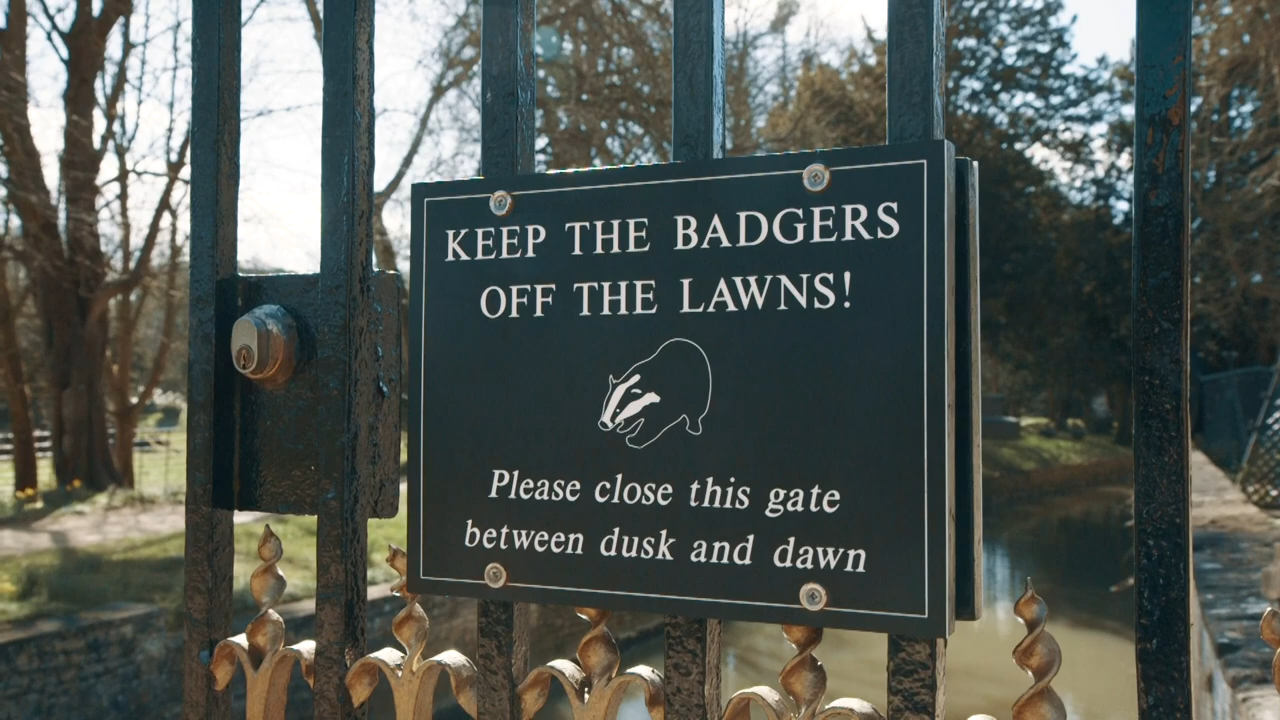 KEEP THE BADGERS
OFF THE LAWNS!
Please close this gate
between dusk and dawn